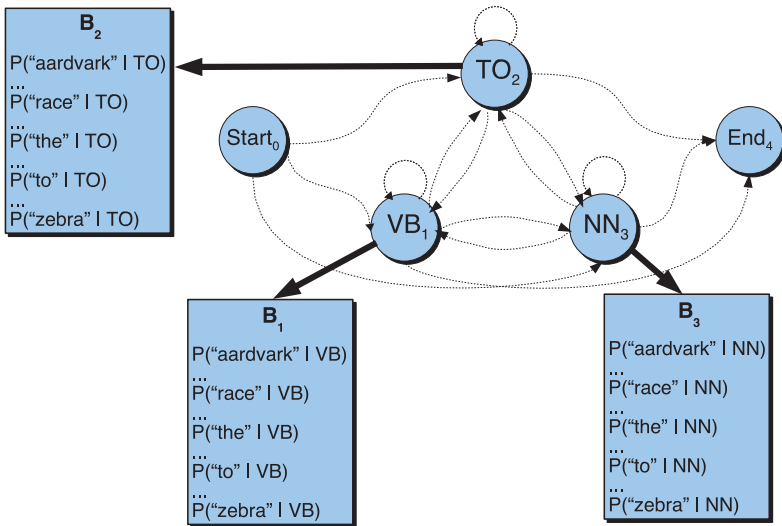 B2
P(“aardvark” | TO)
...
P(“race” | TO)
...
P(“the” | TO)
...
P(“to” | TO)
...
P(“zebra” | TO)
TO2
Start0
End4
VB1
NN3
B1
P(“aardvark” | VB)
...
P(“race” | VB)
...
P(“the” | VB)
...
P(“to” | VB)
...
P(“zebra” | VB)
B3
P(“aardvark” | NN)
...
P(“race” | NN)
...
P(“the” | NN)
...
P(“to” | NN)
...
P(“zebra” | NN)